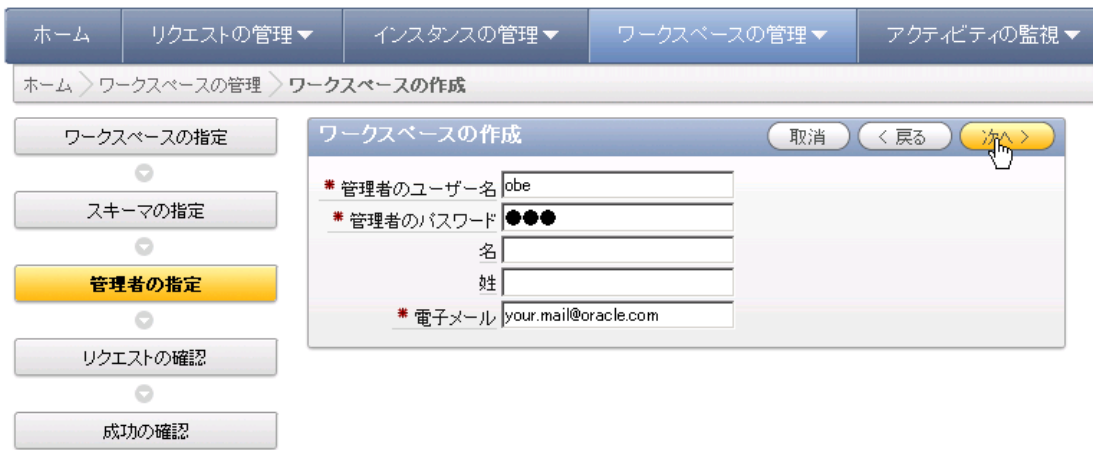 ホーム リクエストの管理▼ インスタンスの管理▼ ワークスペースの管理▼ アクティビティの監視▼
ホーム > ワークスペースの管理 > ワークスペースの作成
ワークスペースの指定
スキーマの指定
管理者の指定
リクエストの確認
成功の確認
ワークスペースの作成 取消 < 戻る 次へ >
* 管理者のユーザー名 obe
* 管理者のパスワード ●●●
名
姓
* 電子メール your.mail@oracle.com